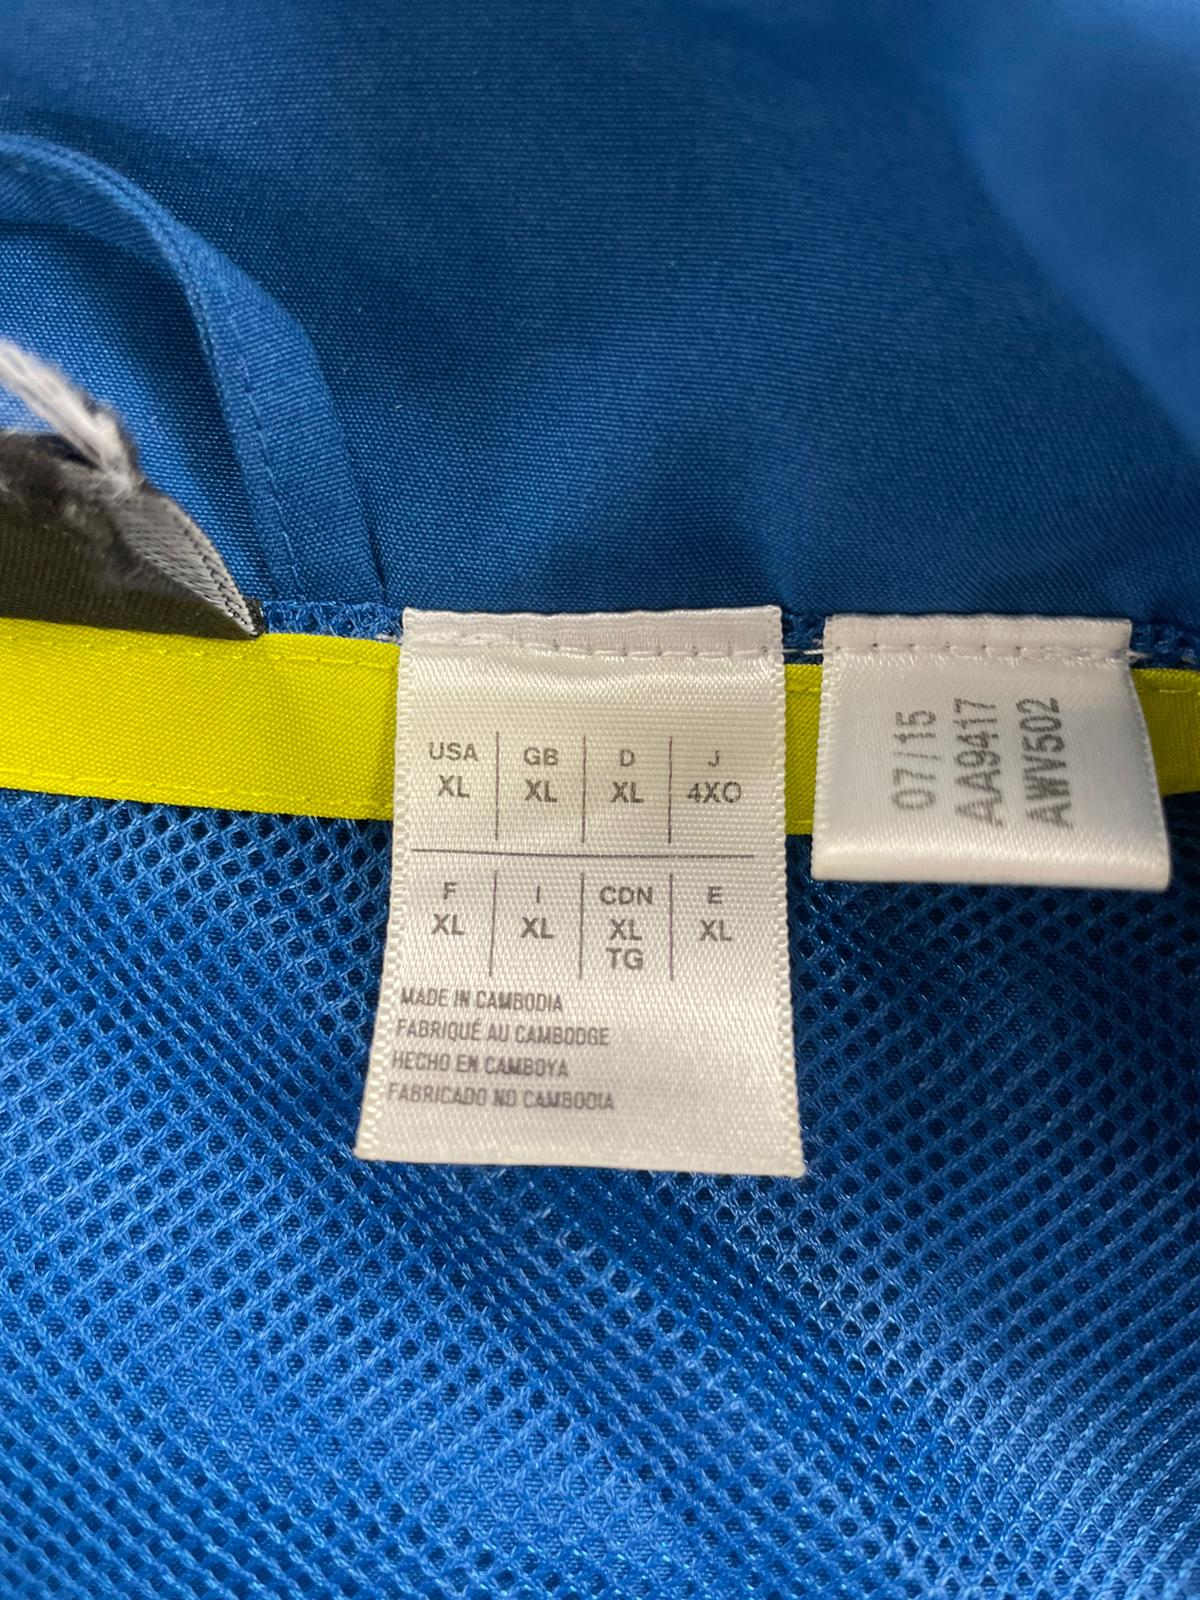 USA GB D J
XL XL XL 4XO
F I CDN E
XL XL XL XL
TG
MADE IN CAMBODIA
FABRIQUÉ AU CAMBODGE
HECHO EN CAMBOYA
FABRICADO NO CAMBODIA
07/15
AA9417
AWV502